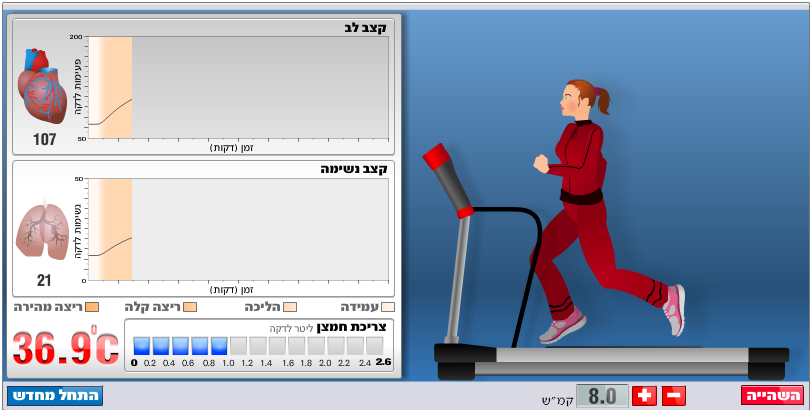 קצב לב
200
פעימות לדקה
107
50
זמן (דקות)
קצב נשימה
50
נשימות לדקה
21
0
זמן (דקות)
עמידה
הליכה
ריצה קלה
ריצה מהירה
36.9°C
צריכת חמצן ליטר לדקה
0 0.2 0.4 0.6 0.8 1.0 1.2 1.4 1.6 1.8 2.0 2.2 2.4 2.6
התחל מחדש
קמ"ש
8.0
+
-
השהייה